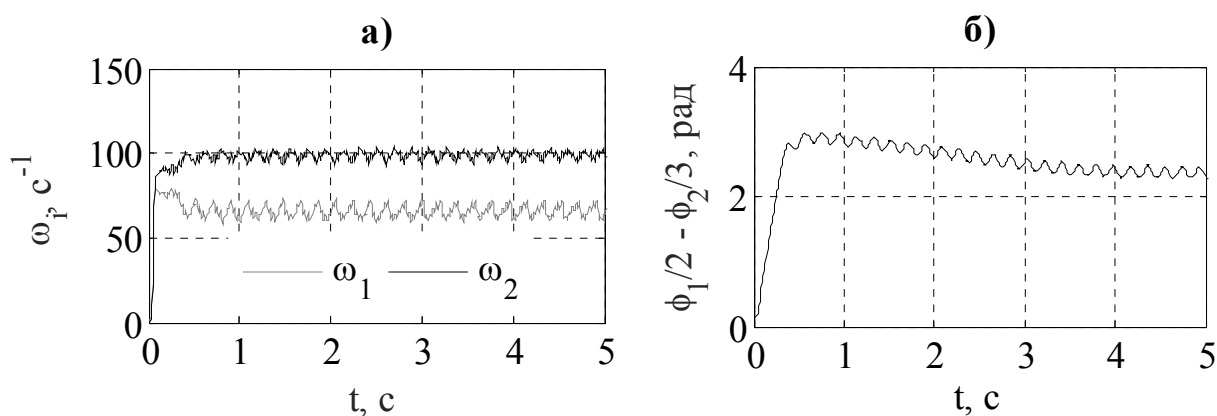 а)
150
100
50
0
ω_i, с^-1
0 1 2 3 4 5
t, с
ω_1 ω_2
б)
4
2
0
ϕ_1/2 - ϕ_2/3, рад
0 1 2 3 4 5
t, с